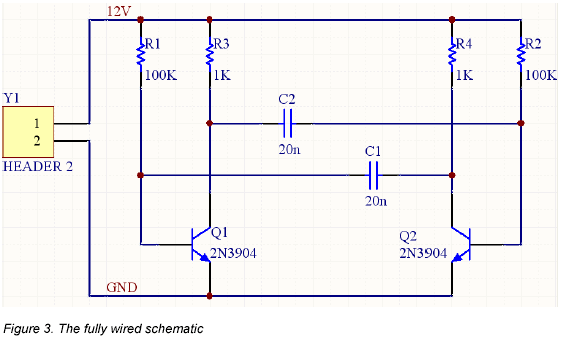 12V
R1
R3
R4
R2
100K
1K
1K
100K
Y1
C2
1
2
20n
C1
HEADER 2
20n
Q1
Q2
2N3904
2N3904
GND
Figure 3. The fully wired schematic